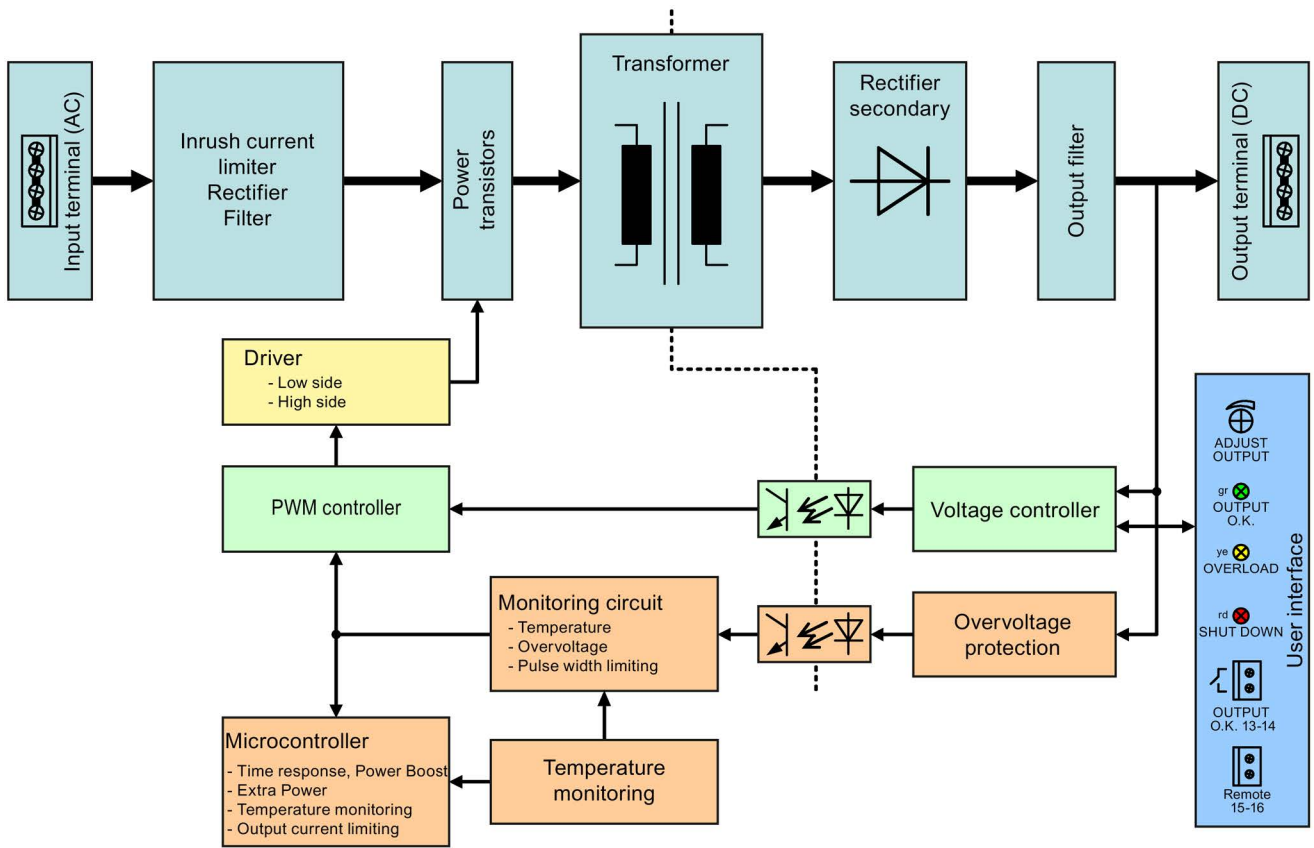 Input terminal (AC)
Inrush current
limiter
Rectifier
Filter
Power
transistors
Transformer
Rectifier
secondary
Output filter
Output terminal (DC)
Driver
- Low side
- High side
PWM controller
Voltage controller
Monitoring circuit
- Temperature
- Overvoltage
- Pulse width limiting
Overvoltage
protection
Microcontroller
- Time response, Power Boost
- Extra Power
- Temperature monitoring
- Output current limiting
Temperature
monitoring
ADJUST
OUTPUT
gr
OUTPUT
O.K.
ye
OVERLOAD
rd
SHUT DOWN
OUTPUT
O.K. 13-14
Remote
15-16
User interface